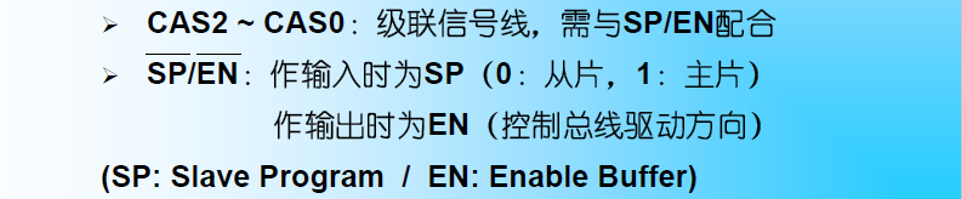 ➢ CAS2 ~ CAS0：级联信号线，需与SP/EN配合
➢ S̅P̅/E̅N̅：作输入时为SP（0：从片，1：主片）
作输出时为EN（控制总线驱动方向）
(SP: Slave Program / EN: Enable Buffer)